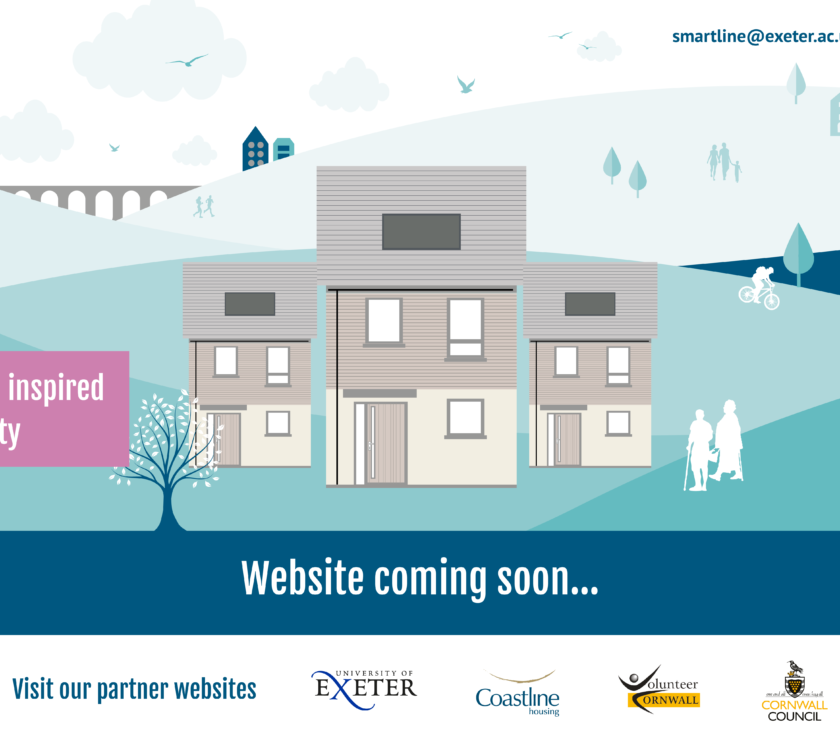 smartline@exeter.ac.
inspired
ty
Website coming soon...
Visit our partner websites
UNIVERSITY OF
EXETER
Coastline
housing
Volunteer
CORNWALL
CORNWALL
COUNCIL